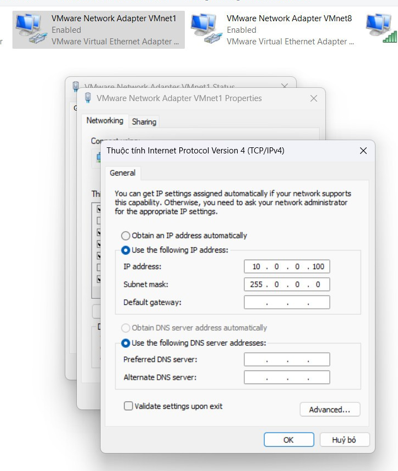 VMware Network Adapter VMnet1
Enabled
VMware Virtual Ethernet Adapter ...
VMware Network Adapter VMnet8
Enabled
VMware Virtual Ethernet Adapter ...
VMware Network Adapter VMnet1 Status
VMware Network Adapter VMnet1 Properties
Networking Sharing
Thuộc tính Internet Protocol Version 4 (TCP/IPv4)
General
You can get IP settings assigned automatically if your network supports
this capability. Otherwise, you need to ask your network administrator
for the appropriate IP settings.
Obtain an IP address automatically
Use the following IP address:
IP address: 10 . 0 . 0 . 100
Subnet mask: 255 . 0 . 0 . 0
Default gateway: . . .
Obtain DNS server address automatically
Use the following DNS server addresses:
Preferred DNS server: . . .
Alternate DNS server: . . .
Validate settings upon exit
Advanced...
OK Huỷ bỏ